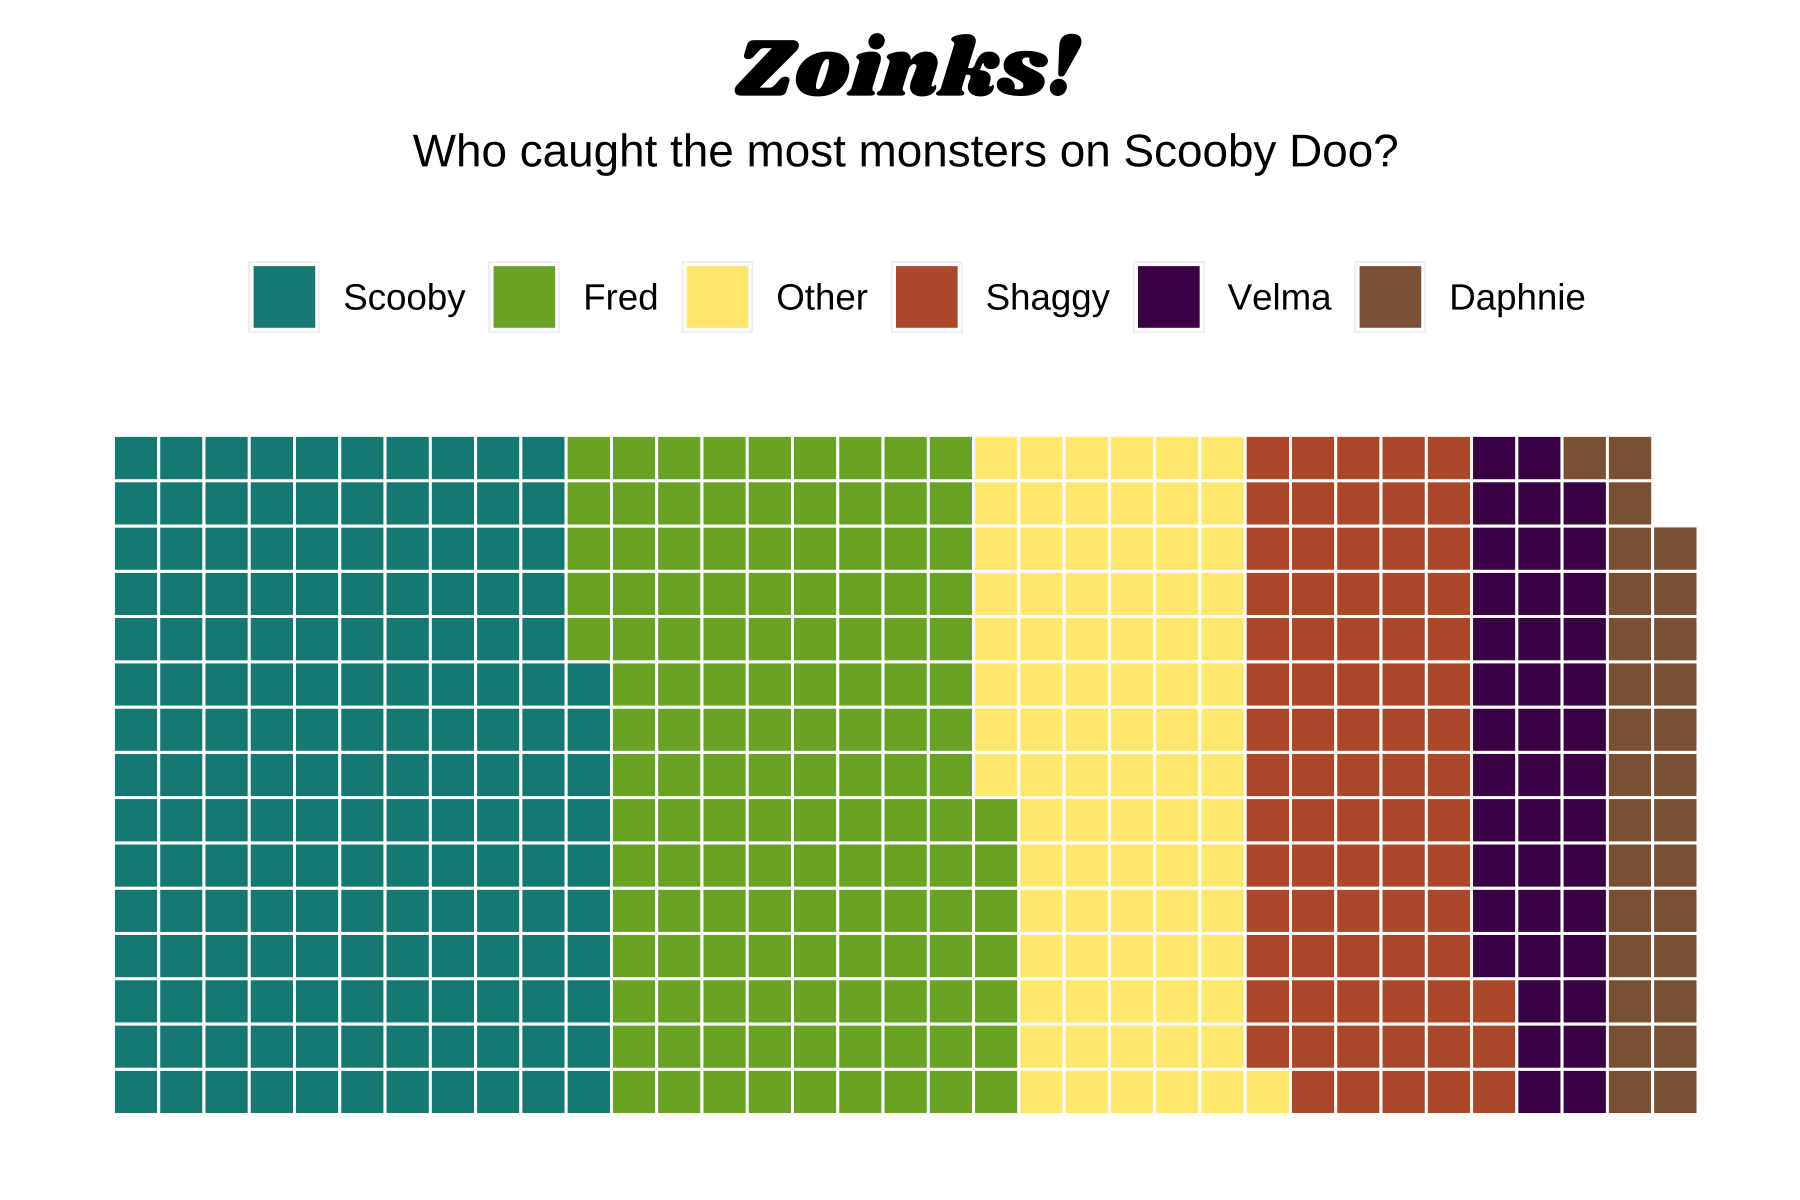 Zoinks!
Who caught the most monsters on Scooby Doo?
Scooby Fred Other Shaggy Velma Daphnie